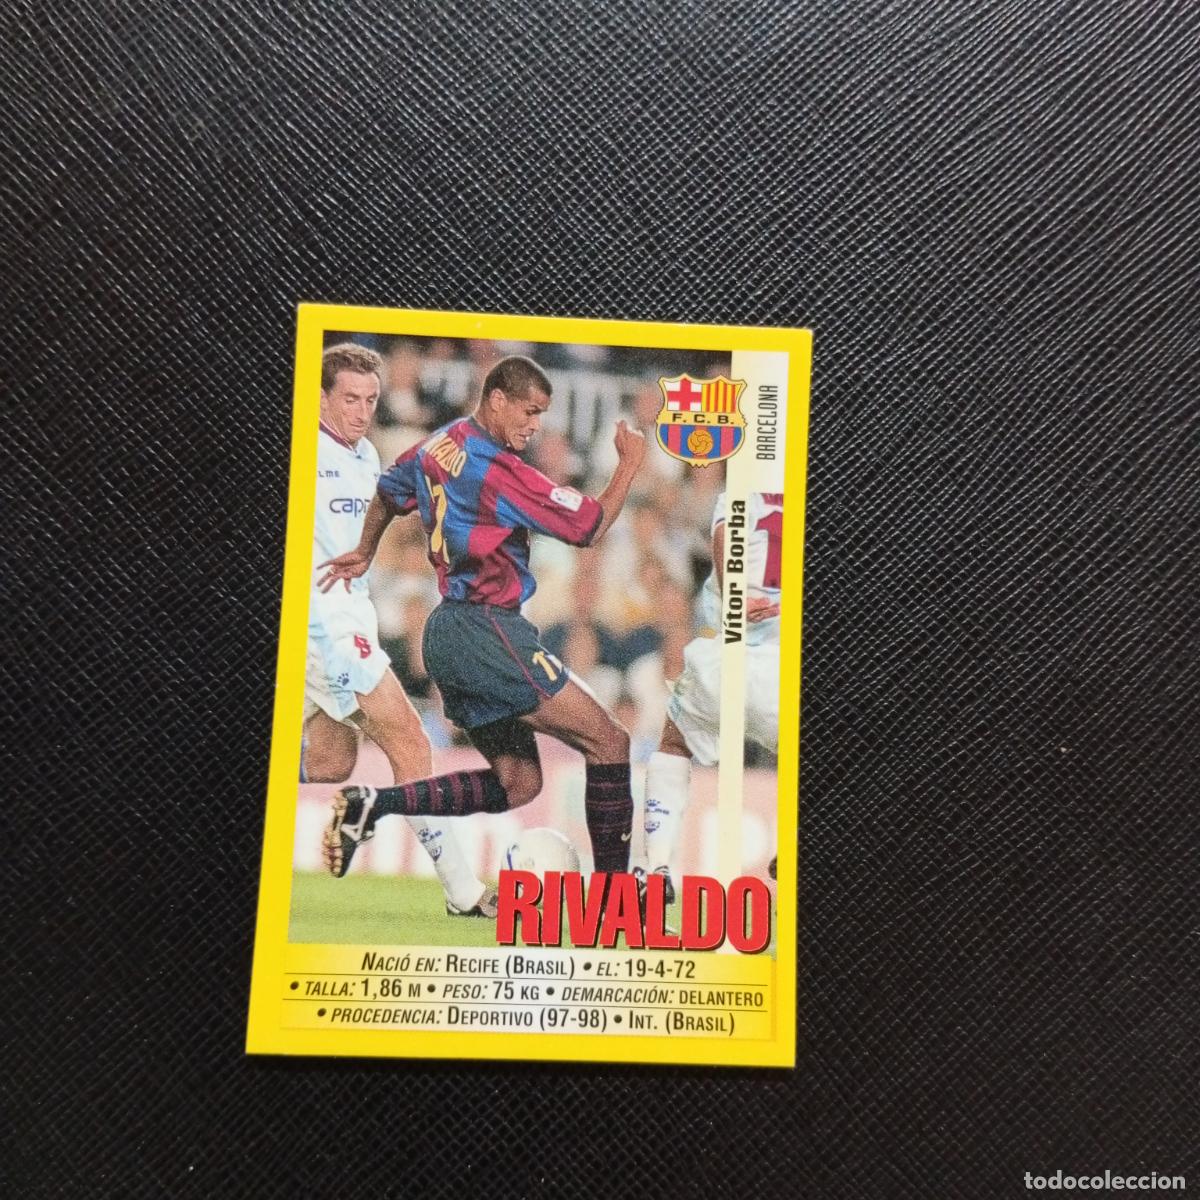 F. C. B.
BARCELONA
Vítor Borba
RIVALDO
NACIÓ EN: RECIFE (BRASIL) • EL: 19-4-72
• TALLA: 1,86 M • PESO: 75 KG • DEMARCACIÓN: DELANTERO
• PROCEDENCIA: DEPORTIVO (97-98) • INT. (BRASIL)
todocoleccion